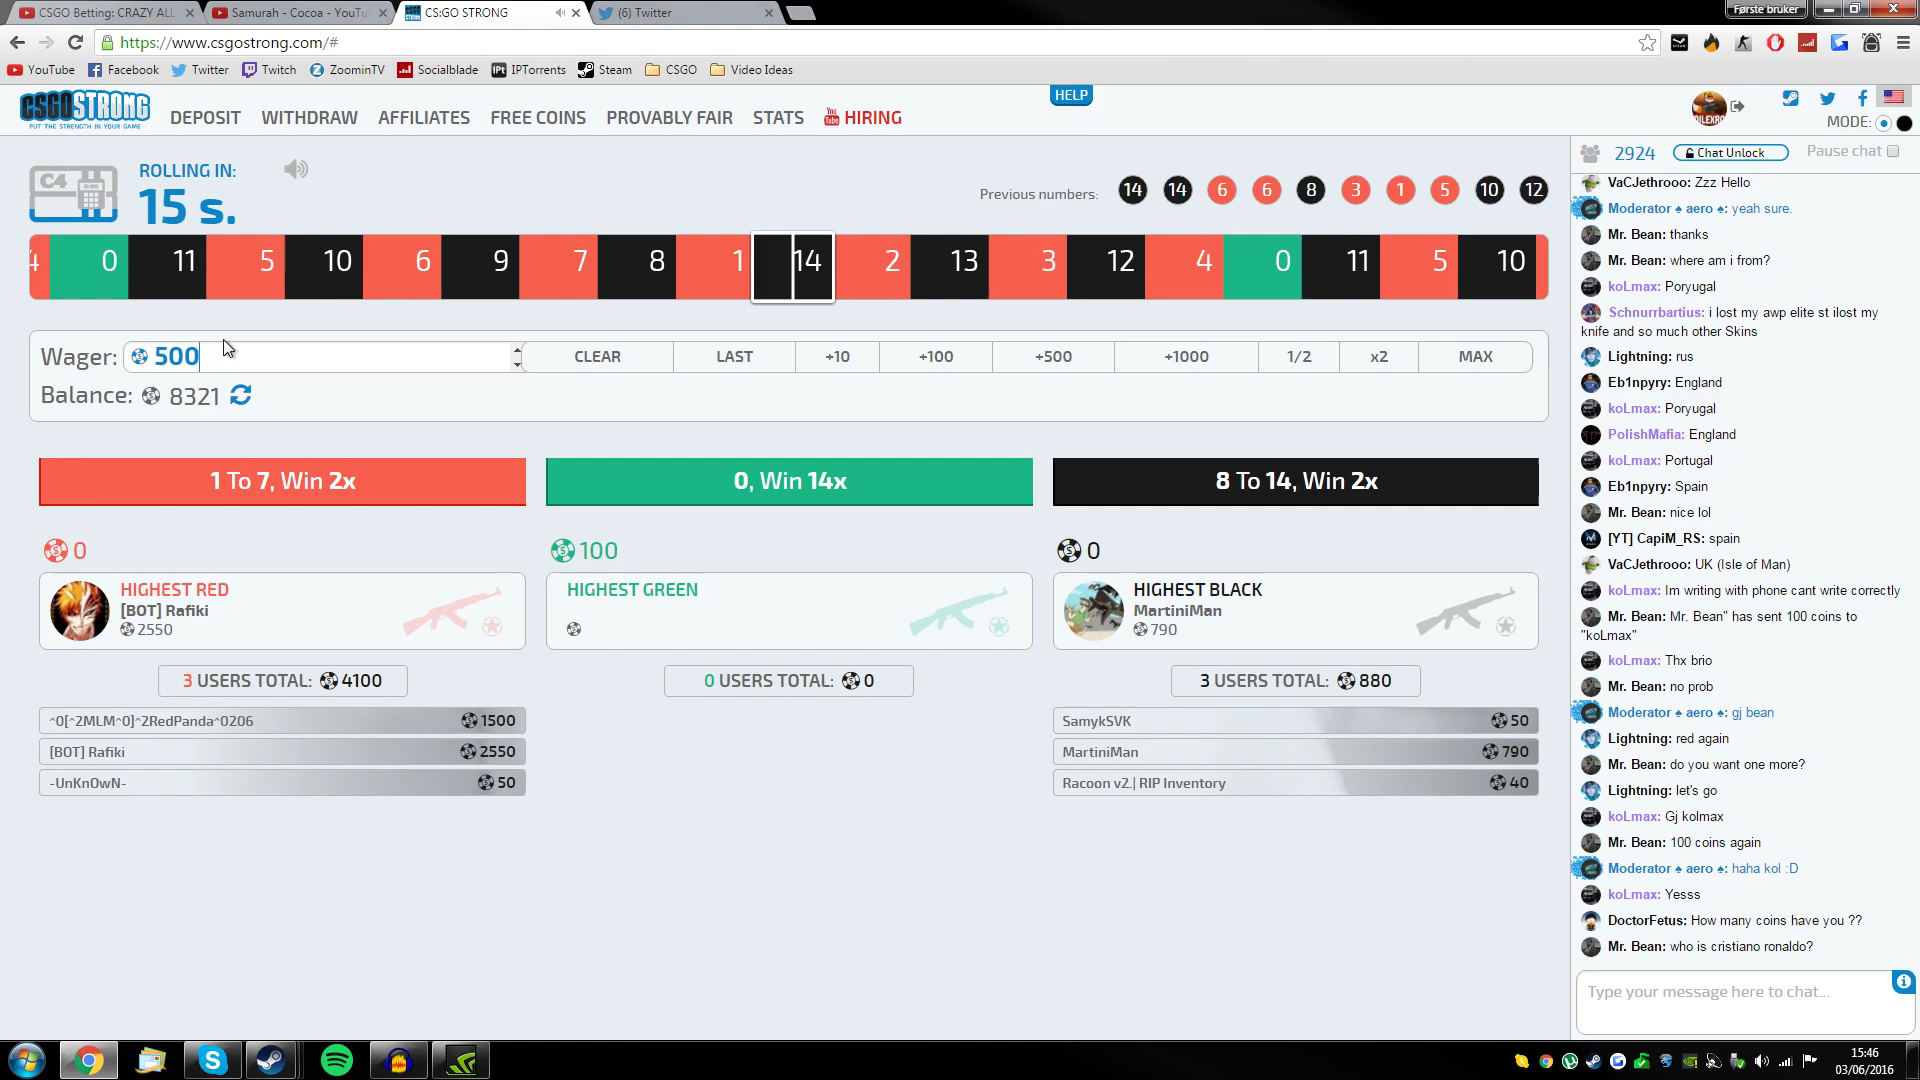 CSGO Betting: CRAZY ALL
Samurah - Cocoa - YouTu
CS:GO STRONG
(6) Twitter
Første bruker
https://www.csgostrong.com/#
YouTube
Facebook
Twitter
Twitch
ZoominTV
Socialblade
IPTorrents
Steam
CSGO
Video Ideas
CSGOSTRONG
PUT THE STRENGTH IN YOUR GAME
DEPOSIT
WITHDRAW
AFFILIATES
FREE COINS
PROVABLY FAIR
STATS
HIRING
HELP
MODE:
C4
ROLLING IN:
15 s.
Previous numbers:
14 14 6 6 8 3 1 5 10 12
4 0 11 5 10 6 9 7 8 1 14 2 13 3 12 4 0 11 5 10
Wager: 500
CLEAR
LAST
+10
+100
+500
+1000
1/2
x2
MAX
Balance: 8321
1 To 7, Win 2x
0, Win 14x
8 To 14, Win 2x
0
100
0
HIGHEST RED
[BOT] Rafiki
2550
HIGHEST GREEN
HIGHEST BLACK
MartiniMan
790
3 USERS TOTAL: 4100
0 USERS TOTAL: 0
3 USERS TOTAL: 880
^0[^2MLM^0]^2RedPanda^0206 1500
[BOT] Rafiki 2550
-UnKnOwN- 50
SamykSVK 50
MartiniMan 790
Racoon v2.| RIP Inventory 40
2924
Chat Unlock
Pause chat
VaCJethrooo: Zzz Hello
Moderator ♠ aero ♠: yeah sure.
Mr. Bean: thanks
Mr. Bean: where am i from?
koLmax: Poryugal
Schnurrbartius: i lost my awp elite st ilost my
knife and so much other Skins
Lightning: rus
Eb1npyry: England
koLmax: Poryugal
PolishMafia: England
koLmax: Portugal
Eb1npyry: Spain
Mr. Bean: nice lol
[YT] CapiM_RS: spain
VaCJethrooo: UK (Isle of Man)
koLmax: Im writing with phone cant write correctly
Mr. Bean: Mr. Bean" has sent 100 coins to
"koLmax"
koLmax: Thx brio
Mr. Bean: no prob
Moderator ♠ aero ♠: gj bean
Lightning: red again
Mr. Bean: do you want one more?
Lightning: let's go
koLmax: Gj kolmax
Mr. Bean: 100 coins again
Moderator ♠ aero ♠: haha kol :D
koLmax: Yesss
DoctorFetus: How many coins have you ??
Mr. Bean: who is cristiano ronaldo?
Type your message here to chat...
15:46
03/06/2016